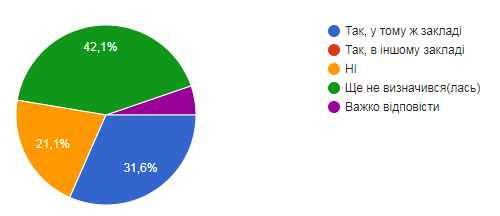 42,1%
21,1%
31,6%
Так, у тому ж закладі
Так, в іншому закладі
Ні
Ще не визначився(лась)
Важко відповісти